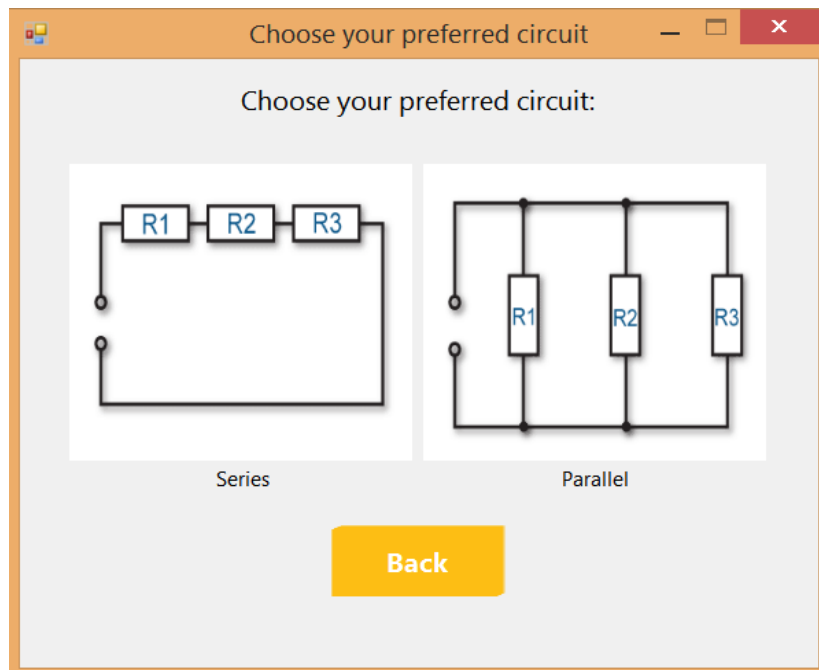 Choose your preferred circuit
Choose your preferred circuit:
R1 R2 R3
R1 R2 R3
Series
Parallel
Back